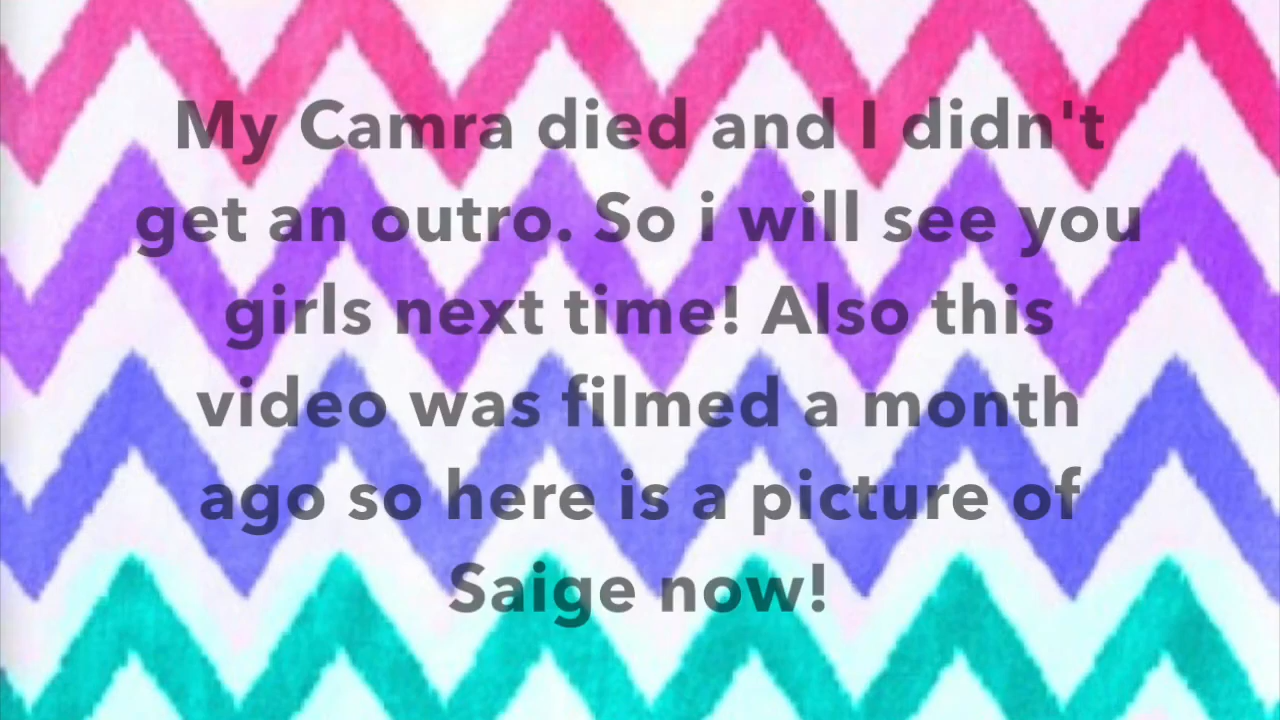 My Camra died and I didn't
get an outro. So i will see you
girls next time! Also this
video was filmed a month
ago so here is a picture of
Saige now!